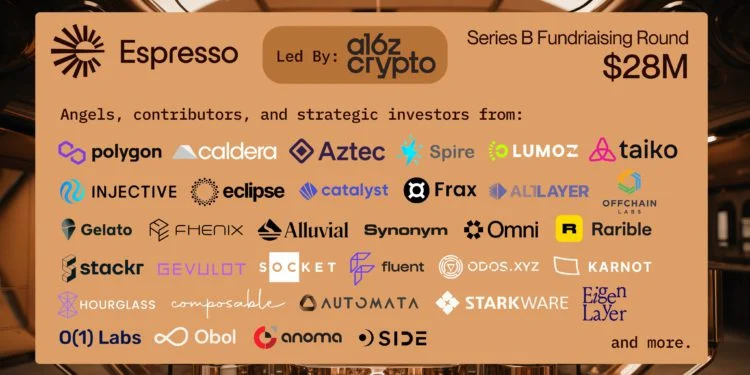 Espresso
Led By: a16z crypto
Series B Fundraising Round
$28M
Angels, contributors, and strategic investors from:
polygon caldera Aztec Spire LUMOZ taiko
INJECTIVE eclipse catalyst Frax ALTLAYER OFFCHAIN LABS
Gelato FHENIX Alluvial Synonym Omni R Rarible
stackr GEVULOT SOCKET fluent ODOS.XYZ KARNOT
HOURGLASS composable AUTOMATA STARKWARE Eigen Layer
O(1) Labs Obol anoma SIDE
and more.